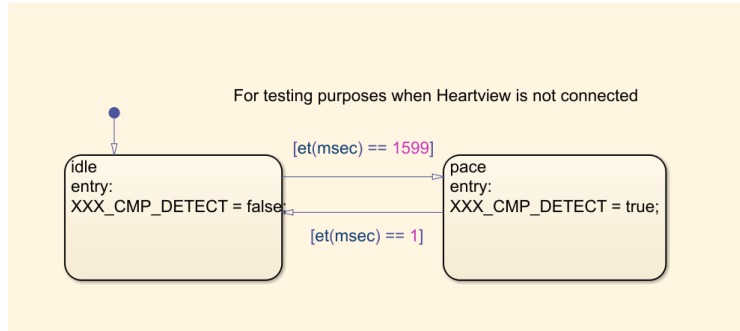 For testing purposes when Heartview is not connected
[et(msec) == 1599]
idle
entry:
XXX_CMP_DETECT = false;
pace
entry:
XXX_CMP_DETECT = true;
[et(msec) == 1]